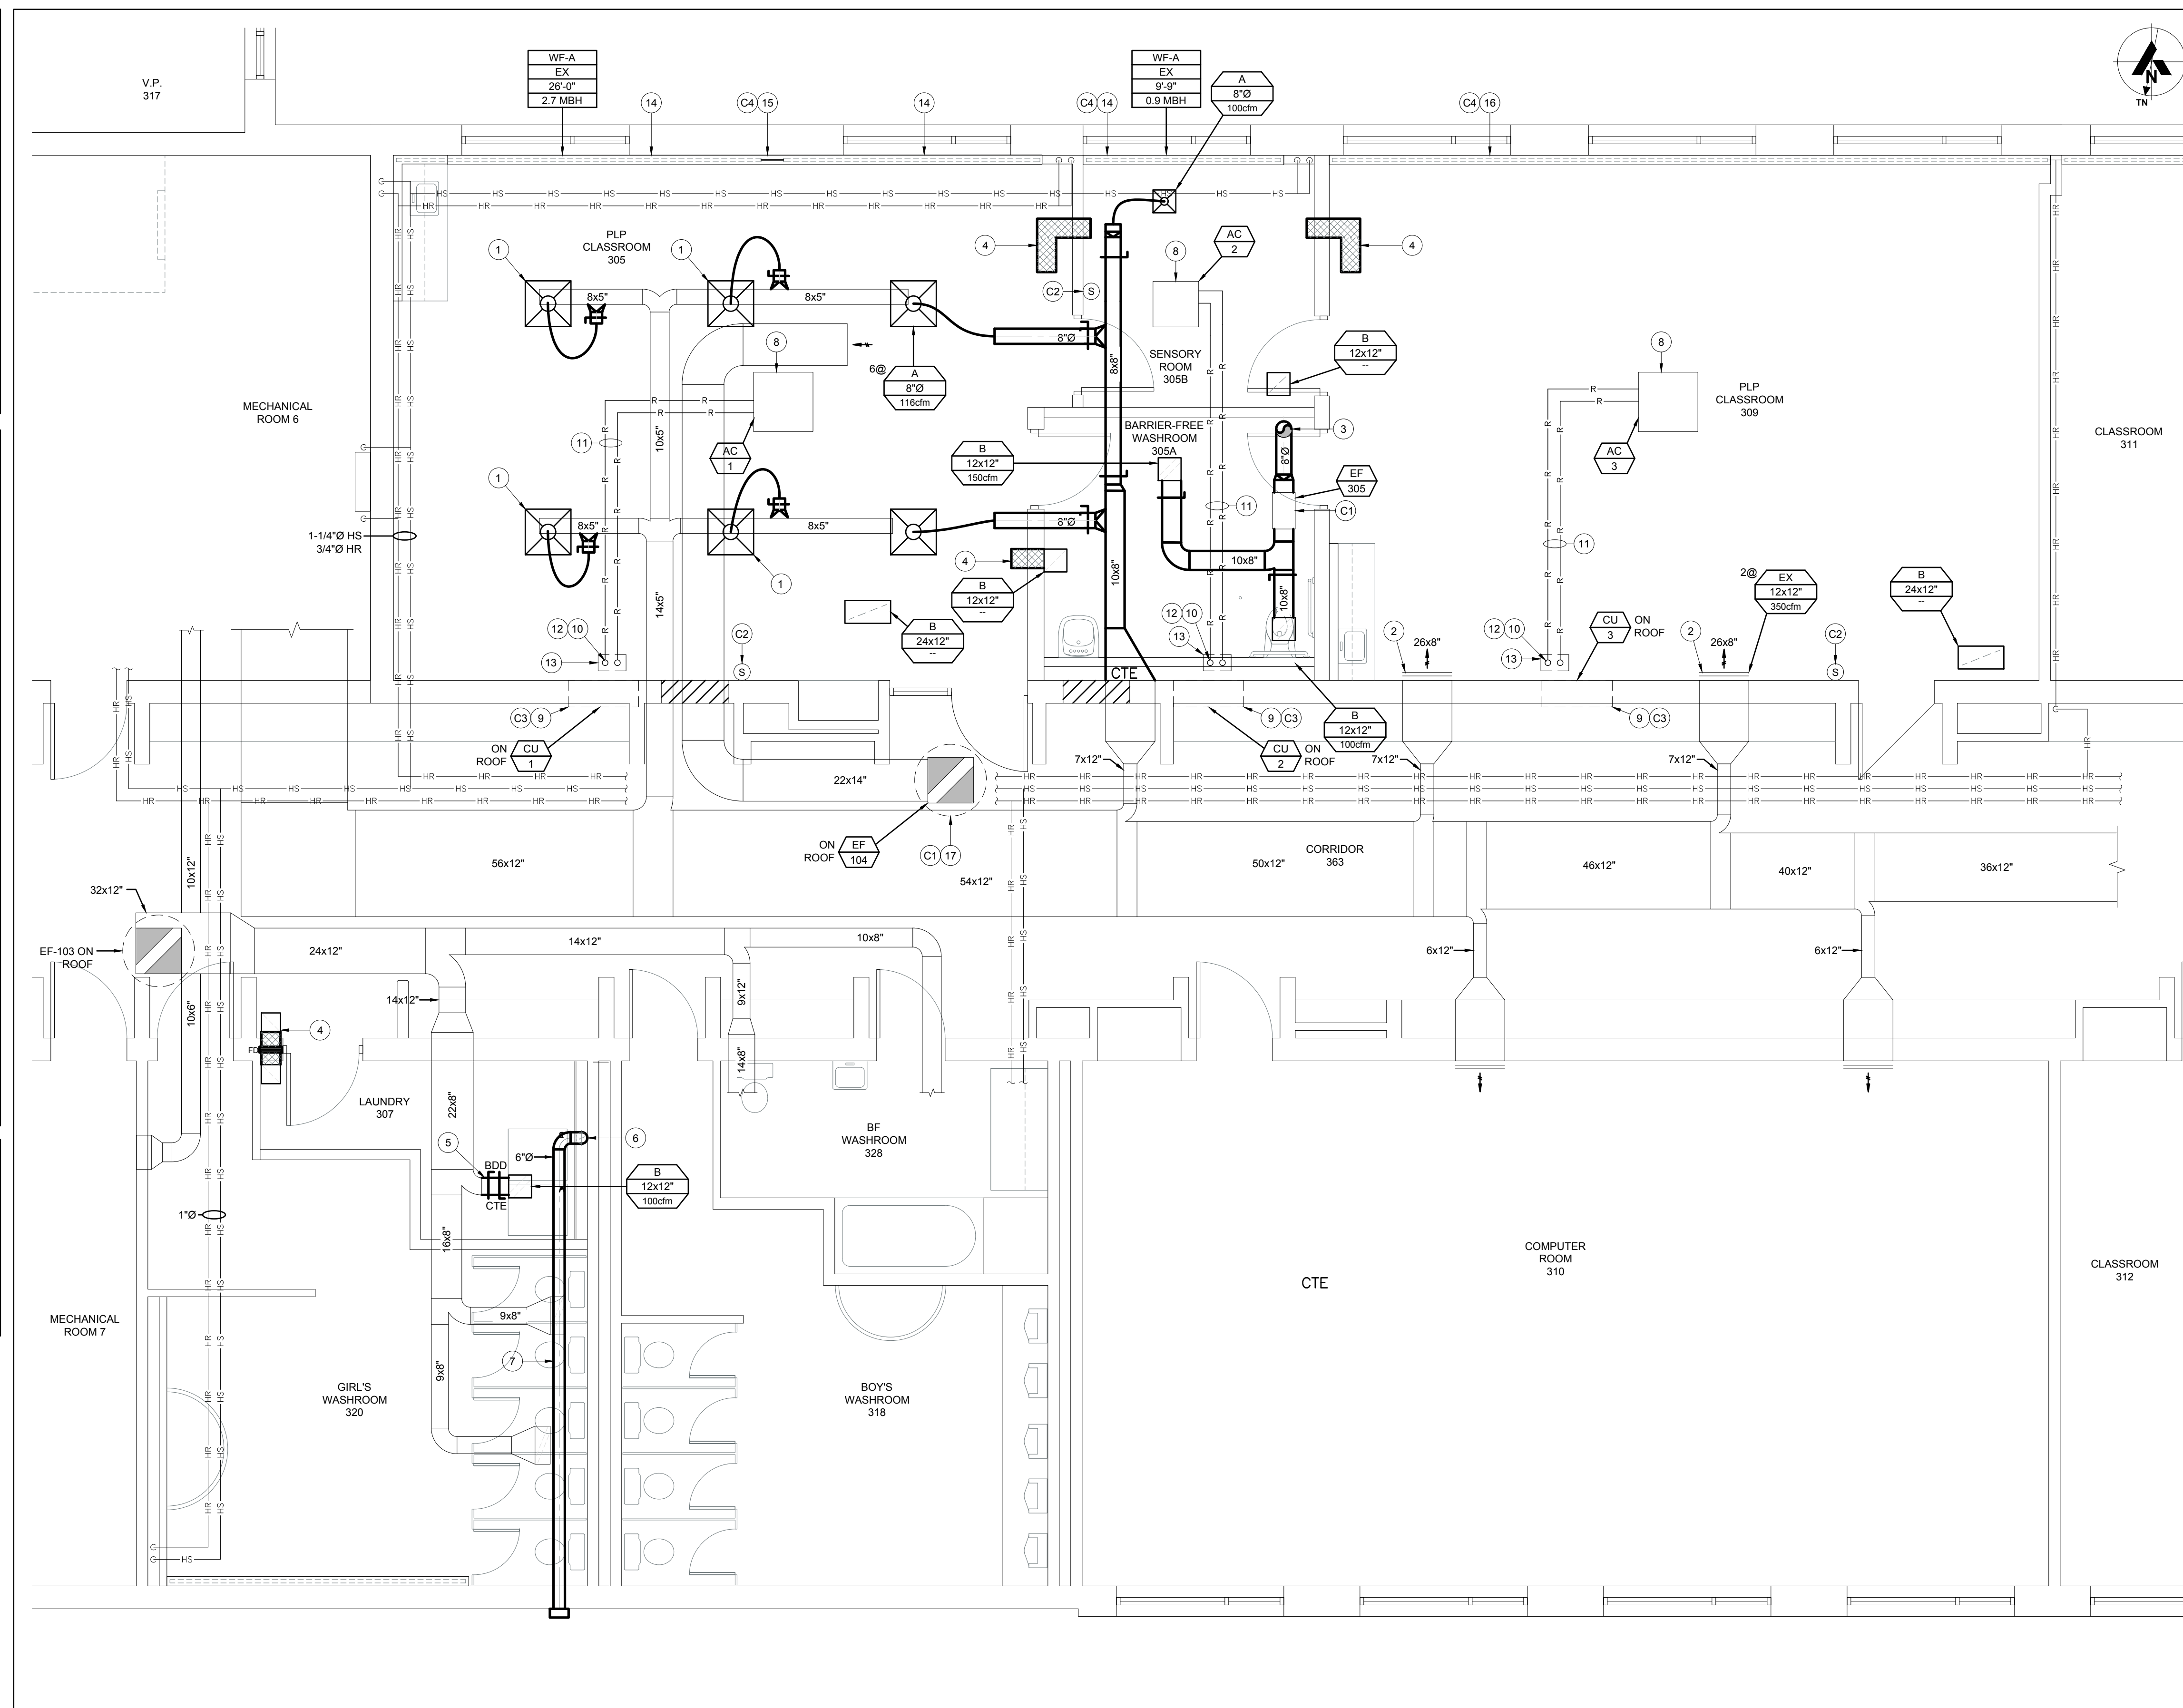 V.P.
317
WF-A
EX
26'-0"
2.7 MBH
14
C4
15
14
C4
14
WF-A
EX
9'-9"
0.9 MBH
A
8"Ø
100cfm
C4
16
N
TN
HS
HR
PLP
CLASSROOM
305
1
1
4
C2
S
8
AC
2
4
8x5"
8x5"
8"Ø
8x8"
8
6@
A
8"Ø
116cfm
SENSORY
ROOM
305B
B
12x12"
--
8
PLP
CLASSROOM
309
MECHANICAL
ROOM 6
R
R
10x5"
11
AC
1
BARRIER-FREE
WASHROOM
305A
B
12x12"
150cfm
8"Ø
3
AC
3
CLASSROOM
311
1
EF
305
C1
11
1-1/4"Ø HS
3/4"Ø HR
8x5"
8x5"
8"Ø
10x8"
10x8"
11
4
1
14x5"
B
12x12"
--
10x8"
2@
EX
12x12"
350cfm
B
24x12"
--
B
24x12"
--
12
10
13
C2
S
12
10
13
2
26x8"
12
10
13
CU
3
ON
ROOF
2
26x8"
C2
S
CTE
C3
9
ON
ROOF
CU
1
9
C3
CU
2
ON
ROOF
B
12x12"
100cfm
9
C3
7x12"
7x12"
7x12"
22x14"
HR
HS
HR
ON
ROOF
EF
104
C1
17
CORRIDOR
363
10x12"
56x12"
54x12"
50x12"
46x12"
40x12"
36x12"
32x12"
EF-103 ON
ROOF
24x12"
14x12"
10x8"
6x12"
6x12"
10x6"
14x12"
9x12"
4
FD
14x8"
LAUNDRY
307
22x8"
5
BDD
CTE
6"Ø
6
B
12x12"
100cfm
BF
WASHROOM
328
1"Ø
16x8"
COMPUTER
ROOM
310
CTE
CLASSROOM
312
MECHANICAL
ROOM 7
9x8"
7
9x8"
GIRL'S
WASHROOM
320
BOY'S
WASHROOM
318
HS